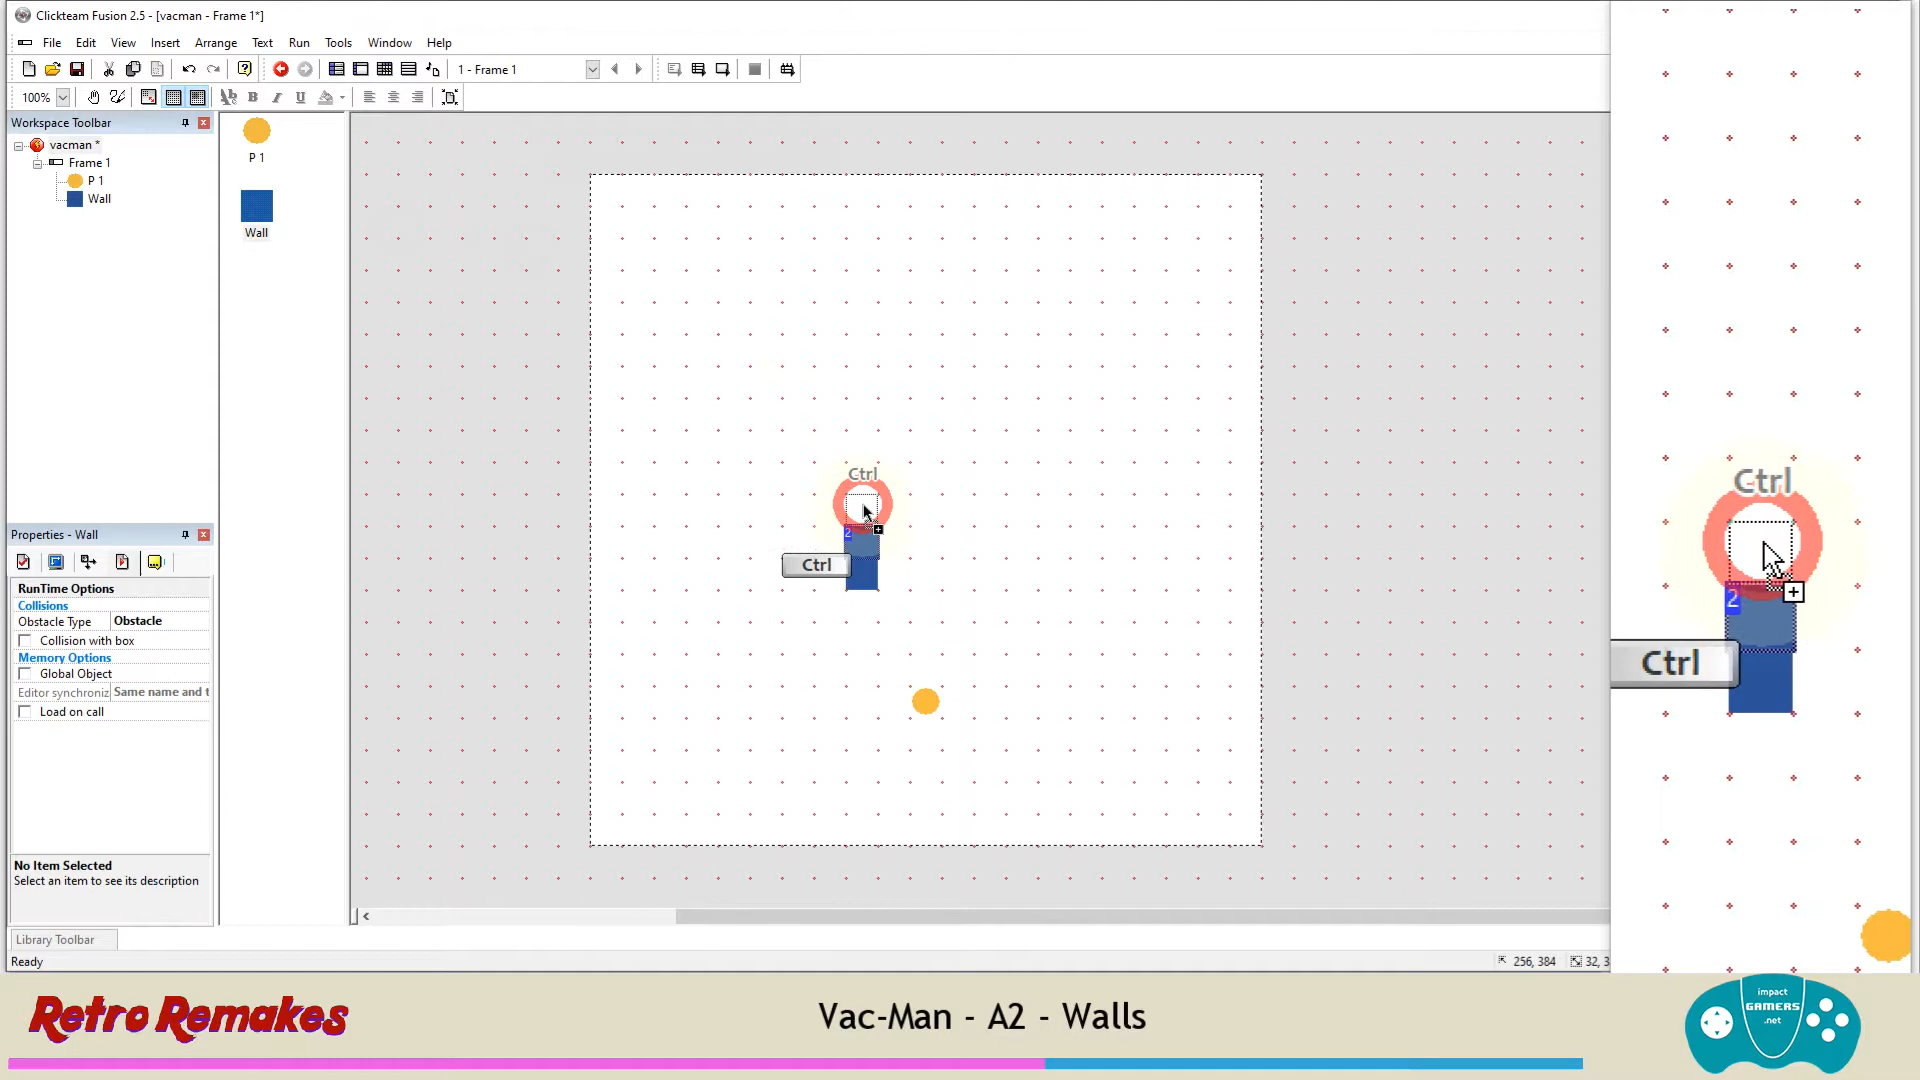 Clickteam Fusion 2.5 - [vacman - Frame 1*]
File Edit View Insert Arrange Text Run Tools Window Help
1 - Frame 1
100%
Workspace Toolbar
vacman *
Frame 1
P 1
Wall
P 1
Wall
Ctrl
2
Ctrl
Ctrl
2
Ctrl
Properties - Wall
RunTime Options
Collisions
Obstacle Type Obstacle
Collision with box
Memory Options
Global Object
Editor synchroniz Same name and t
Load on call
No Item Selected
Select an item to see its description
Library Toolbar
Ready
256, 384 32, 3
Retro Remakes
Vac-Man - A2 - Walls
impact
GAMERS
.net